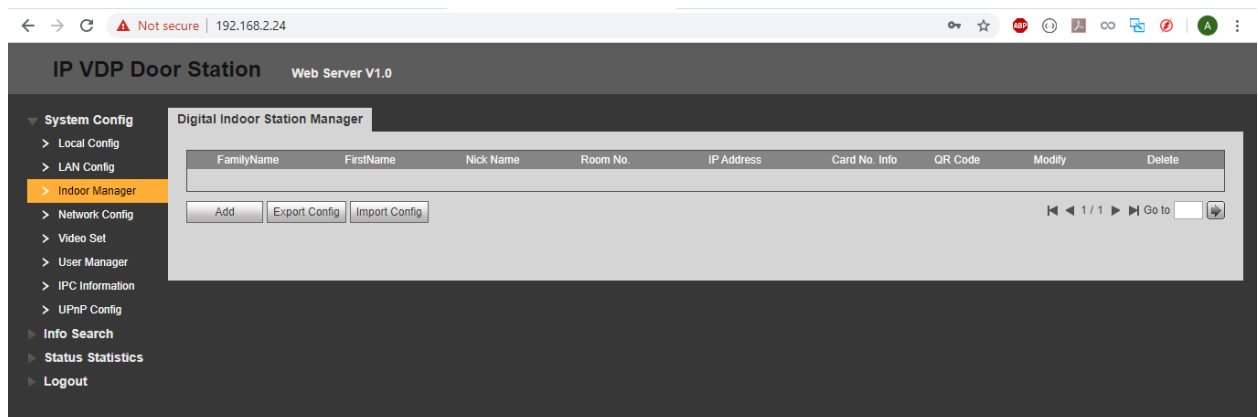 Not secure | 192.168.2.24
ABP
A
IP VDP Door Station Web Server V1.0
System Config
> Local Config
> LAN Config
> Indoor Manager
> Network Config
> Video Set
> User Manager
> IPC Information
> UPnP Config
Info Search
Status Statistics
Logout
Digital Indoor Station Manager
FamilyName FirstName Nick Name Room No. IP Address Card No. Info QR Code Modify Delete
Add Export Config Import Config 1 / 1 Go to